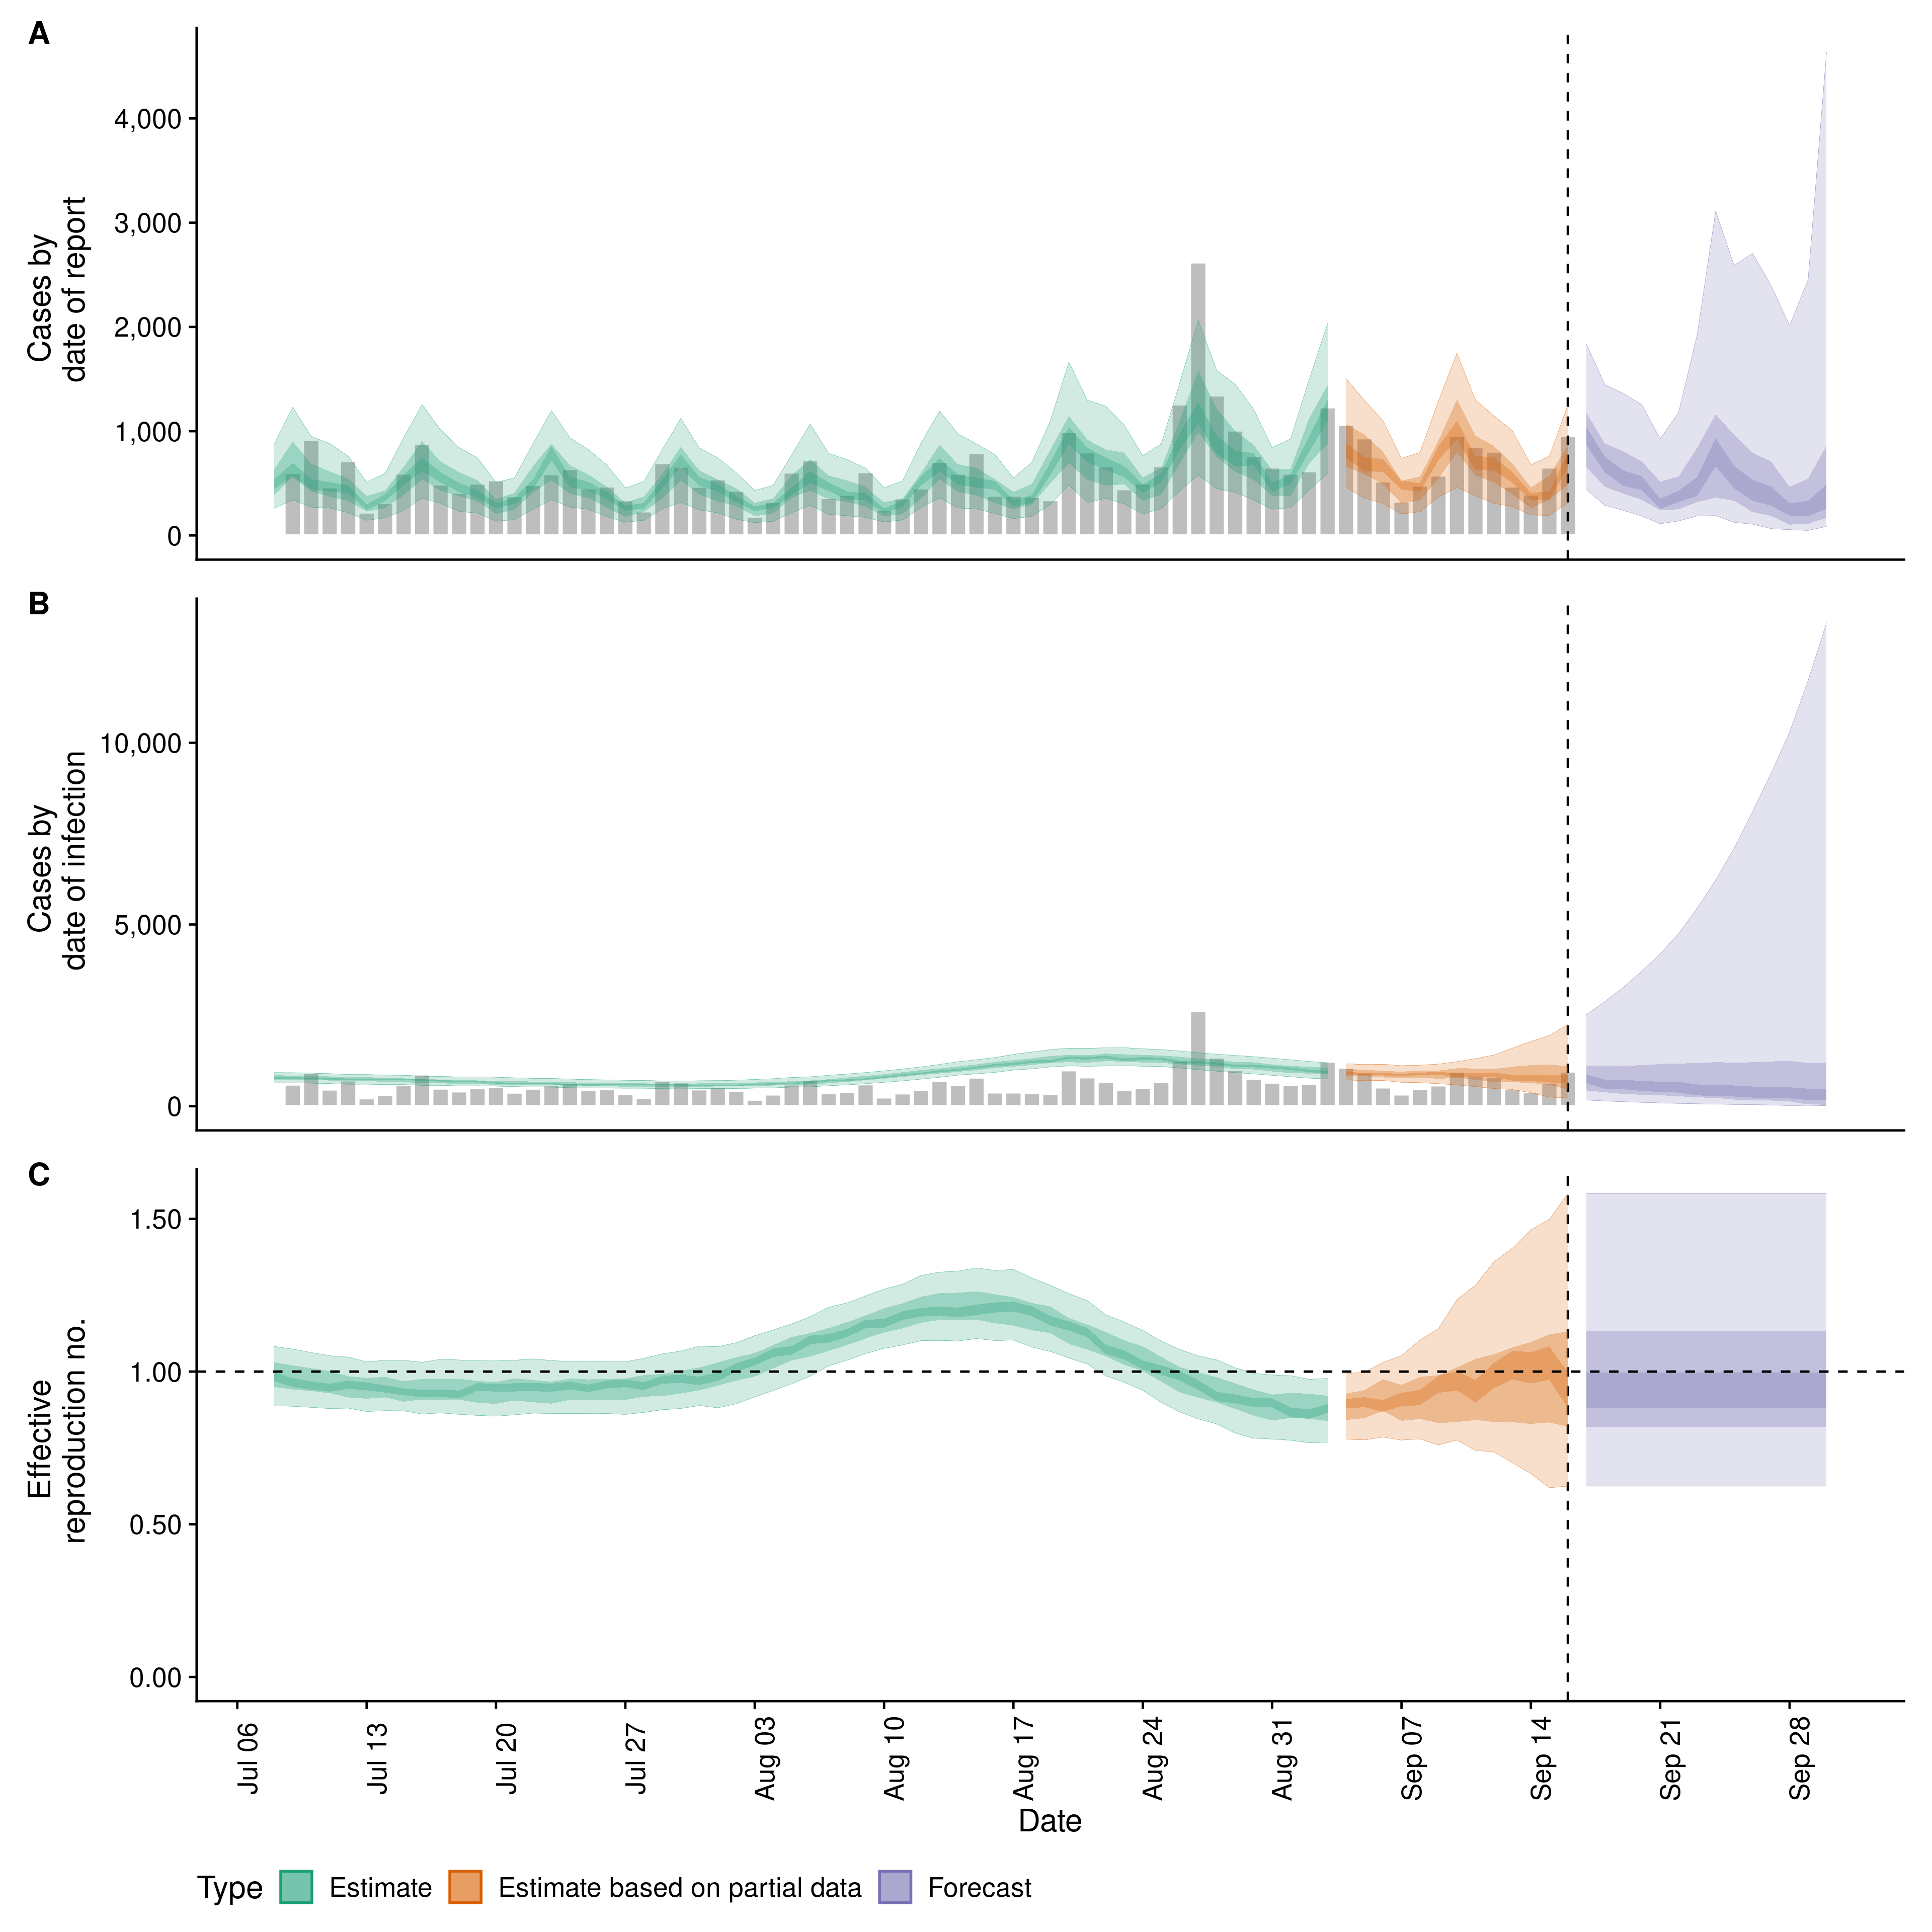 A
Cases by
date of report
4,000
3,000
2,000
1,000
0
B
Cases by
date of infection
10,000
5,000
0
C
Effective
reproduction no.
1.50
1.00
0.50
0.00
Jul 06
Jul 13
Jul 20
Jul 27
Aug 03
Aug 10
Aug 17
Aug 24
Aug 31
Sep 07
Sep 14
Sep 21
Sep 28
Date
Type Estimate Estimate based on partial data Forecast